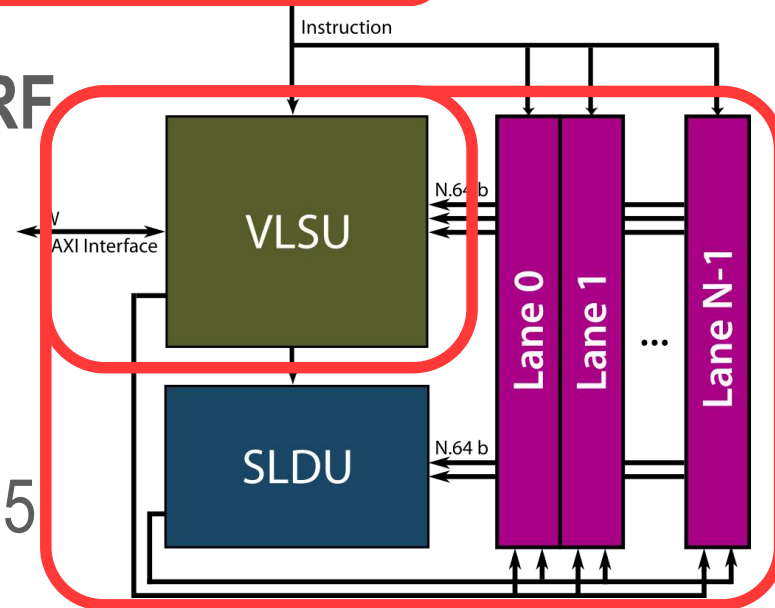 Instruction
RF
N.64 b
VLSU
AXI Interface
Lane 0
Lane 1
...
Lane N-1
N.64 b
SLDU
5